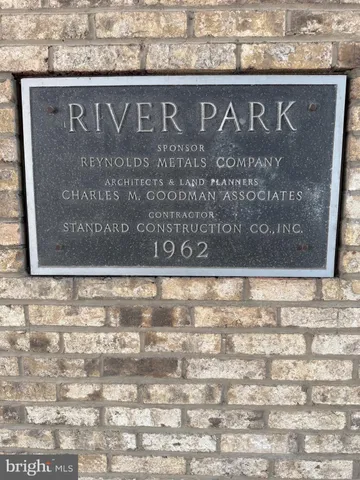 RIVER PARK
SPONSOR
REYNOLDS METALS COMPANY
ARCHITECTS & LAND PLANNERS
CHARLES M. GOODMAN ASSOCIATES
CONTRACTOR
STANDARD CONSTRUCTION CO., INC.
1962
bright MLS